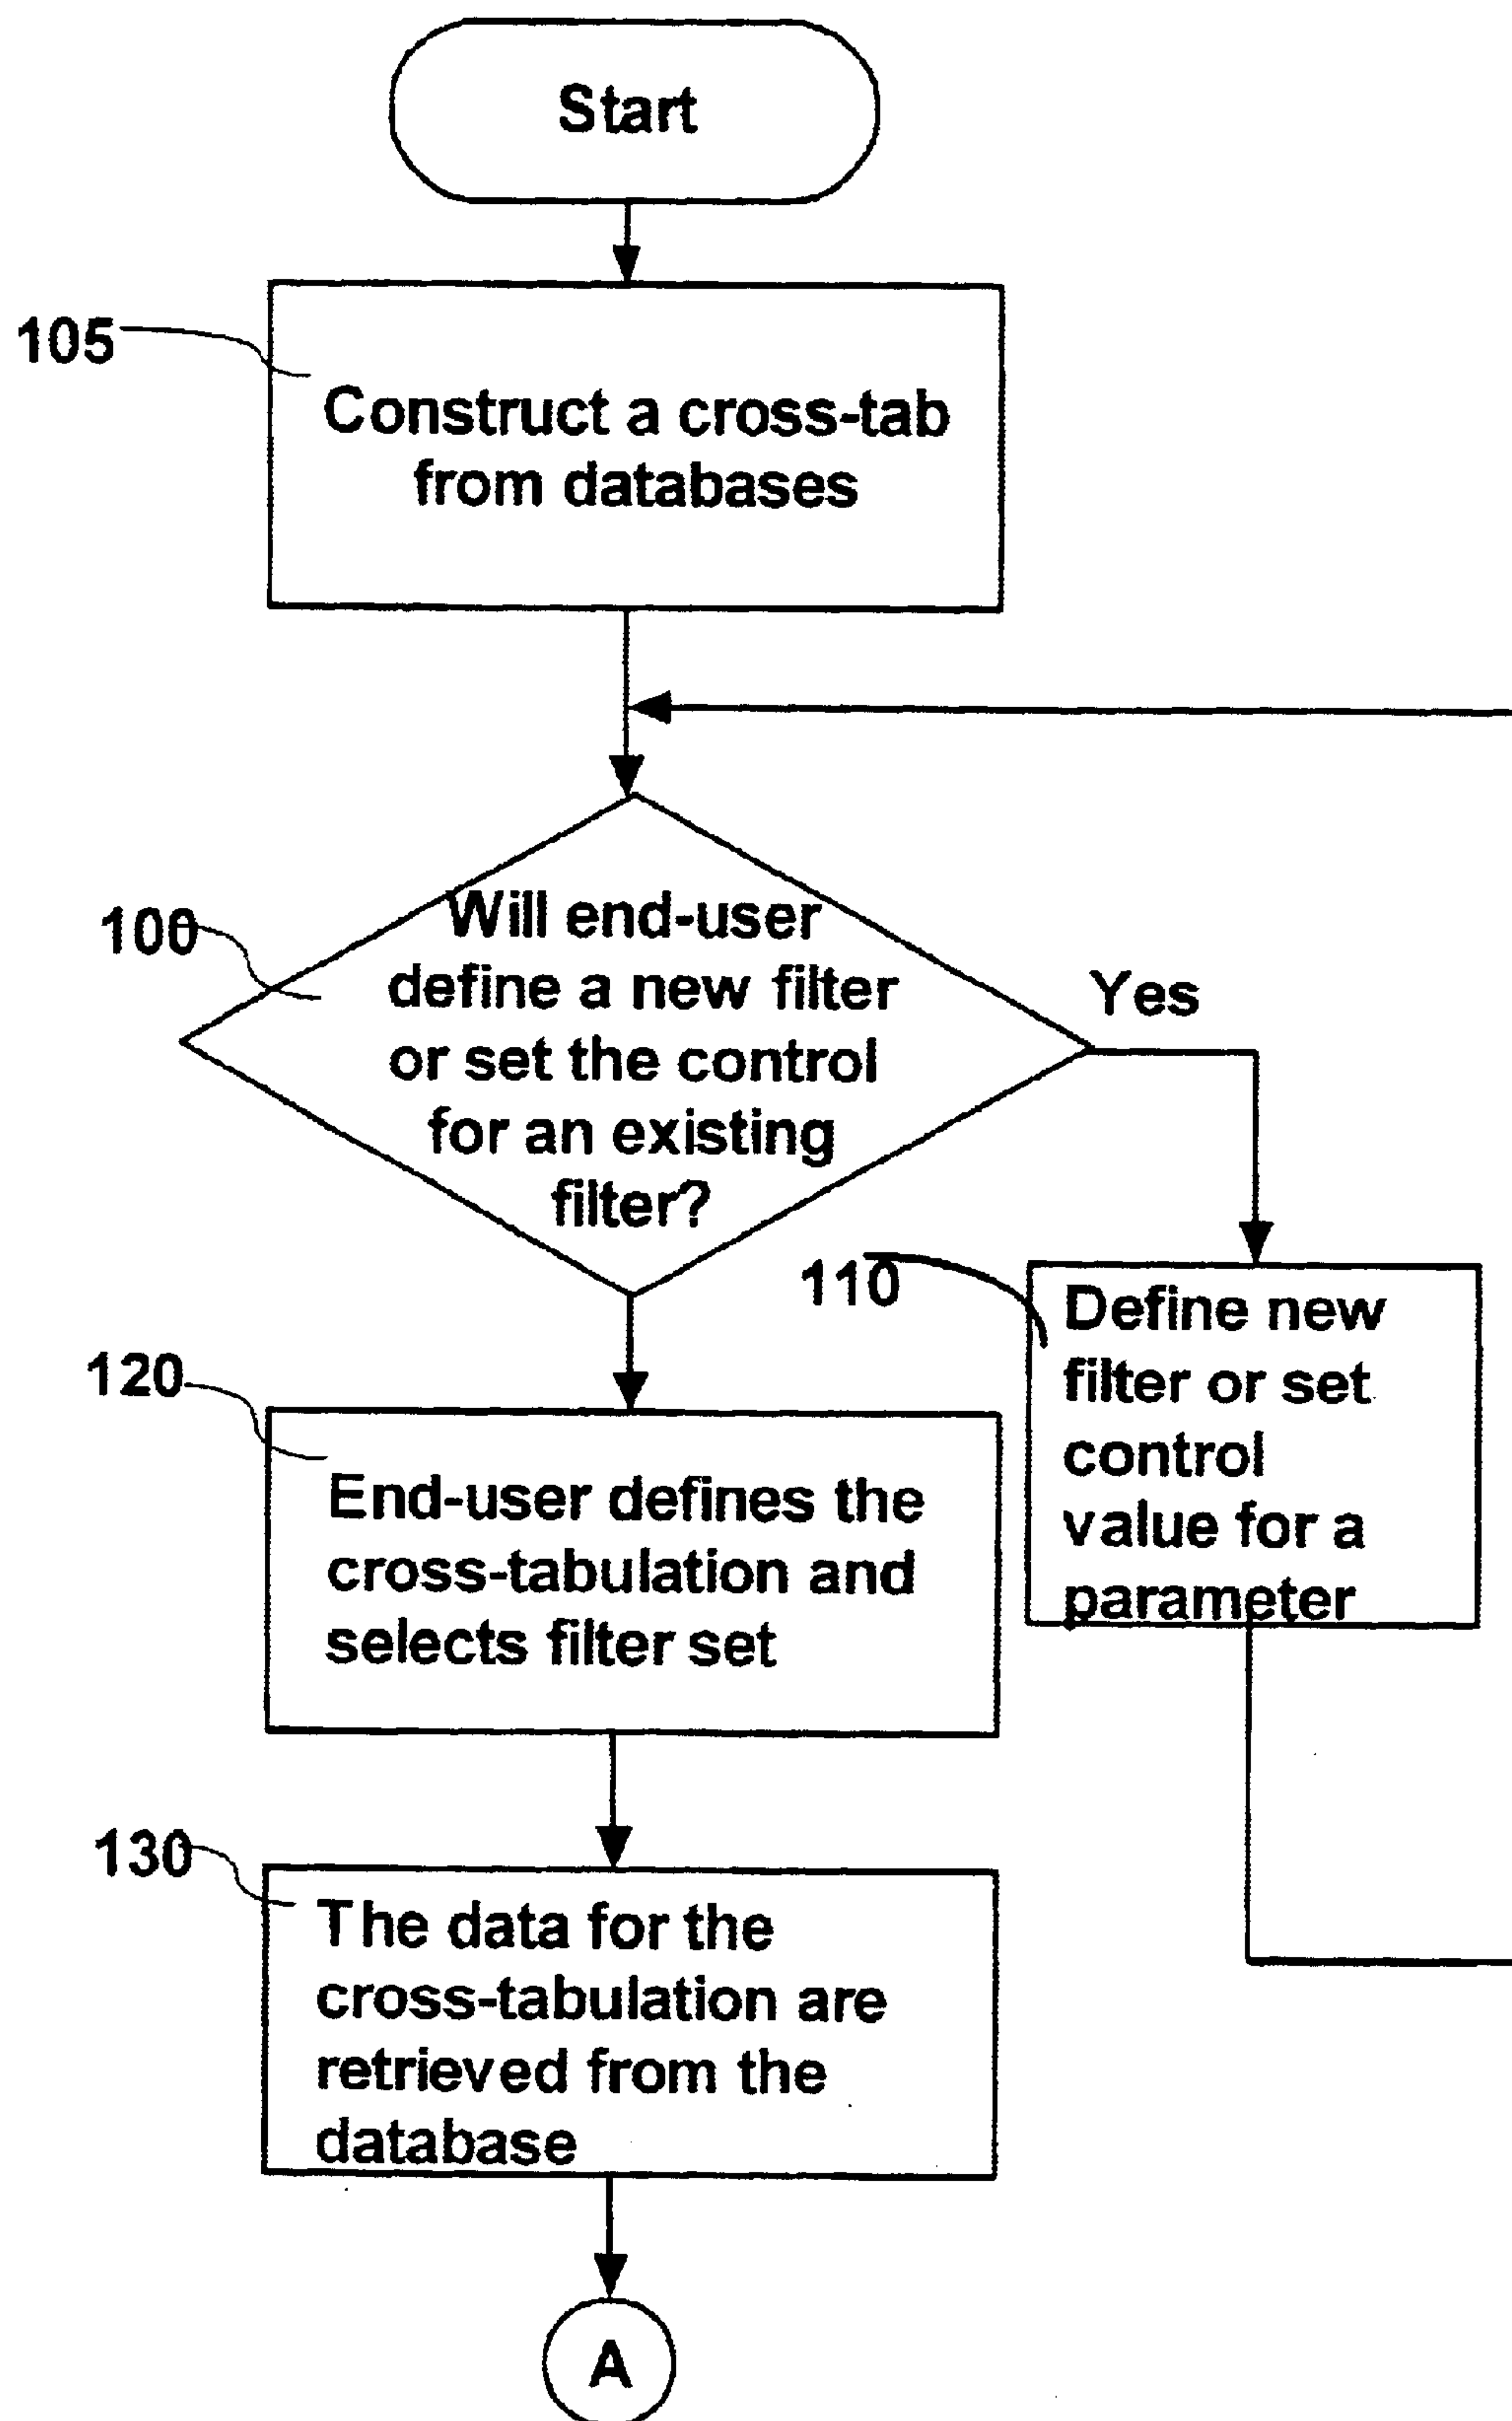 Start
105
Construct a cross-tab
from databases
100
Will end-user
define a new filter
or set the control
for an existing
filter?
Yes
110
Define new
filter or set
control
value for a
parameter
120
End-user defines the
cross-tabulation and
selects filter set
130
The data for the
cross-tabulation are
retrieved from the
database
A